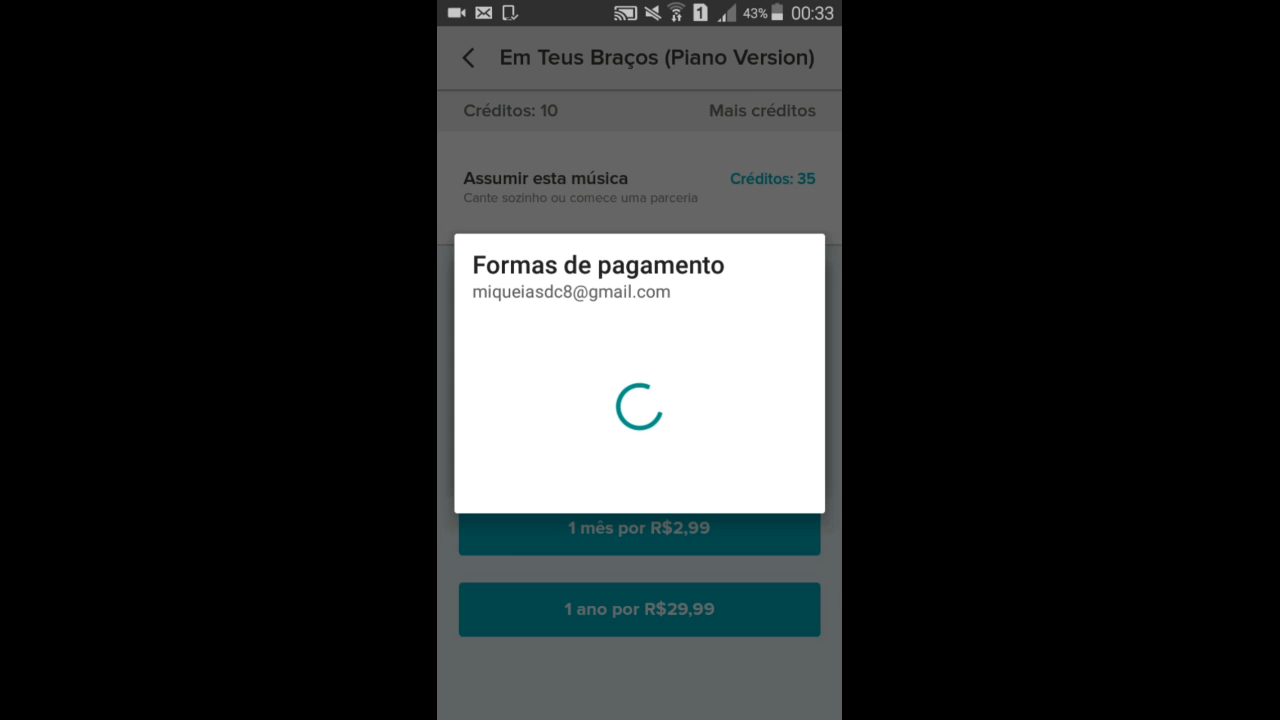 43% 00:33
Em Teus Braços (Piano Version)
Créditos: 10 Mais créditos
Assumir esta música Créditos: 35
Cante sozinho ou comece uma parceria
Formas de pagamento
miqueiasdc8@gmail.com
1 mês por R$2,99
1 ano por R$29,99